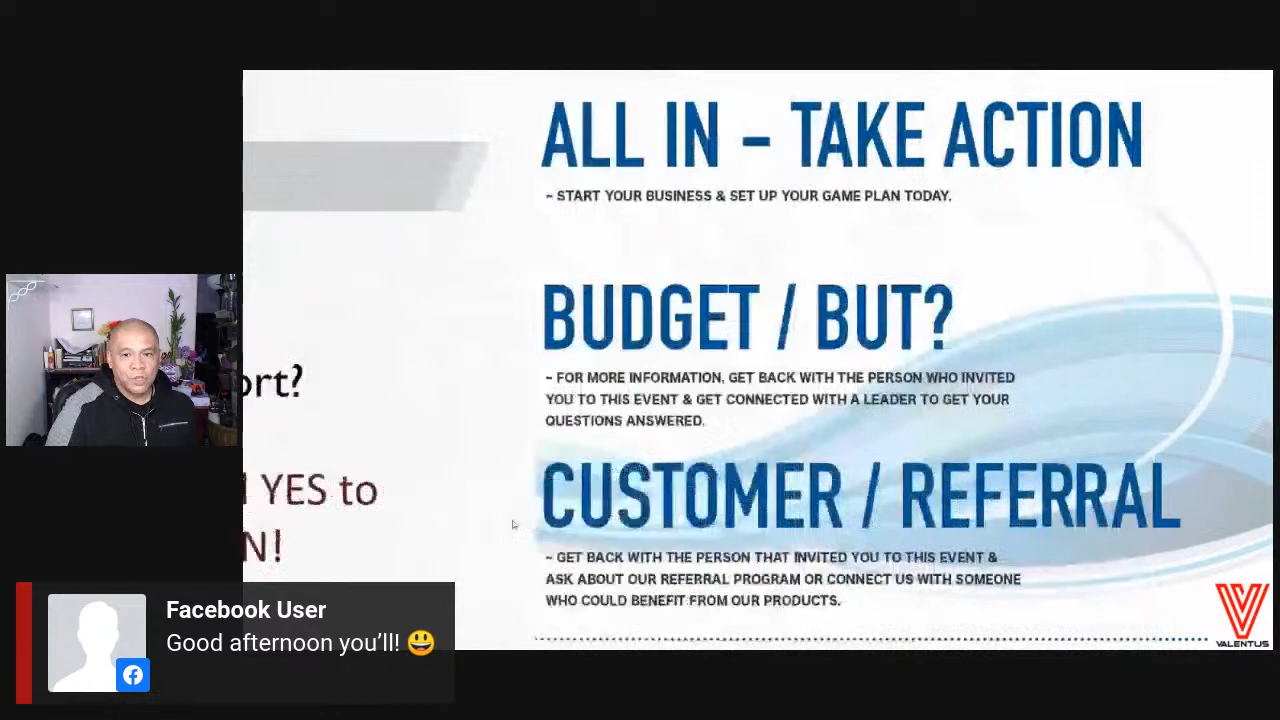 ALL IN - TAKE ACTION
~ START YOUR BUSINESS & SET UP YOUR GAME PLAN TODAY.
BUDGET / BUT?
~ FOR MORE INFORMATION, GET BACK WITH THE PERSON WHO INVITED
YOU TO THIS EVENT & GET CONNECTED WITH A LEADER TO GET YOUR
QUESTIONS ANSWERED.
ort?
YES to
N!
CUSTOMER / REFERRAL
~ GET BACK WITH THE PERSON THAT INVITED YOU TO THIS EVENT &
ASK ABOUT OUR REFERRAL PROGRAM OR CONNECT US WITH SOMEONE
WHO COULD BENEFIT FROM OUR PRODUCTS.
VALENTUS
Facebook User
Good afternoon you’ll! 😃